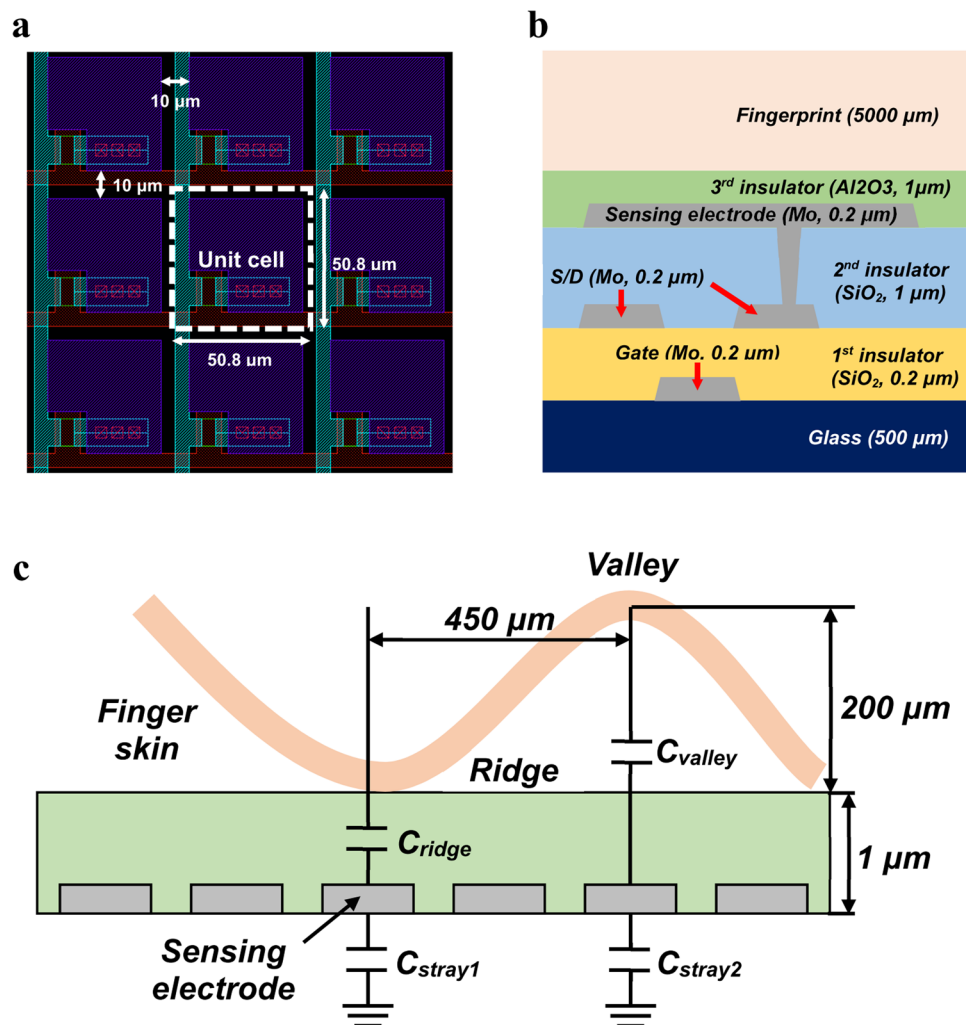 a
10 µm
10 µm
Unit cell
50.8 µm
50.8 µm
b
Fingerprint (5000 µm)
3rd insulator (Al2O3, 1µm)
Sensing electrode (Mo, 0.2 µm)
S/D (Mo, 0.2 µm)
2nd insulator
(SiO₂, 1 µm)
Gate (Mo. 0.2 µm)
1st insulator
(SiO₂, 0.2 µm)
Glass (500 µm)
c
Valley
450 µm
200 µm
Finger
skin
Cvalley
Ridge
Cridge
1 µm
Sensing
electrode
Cstray1
Cstray2